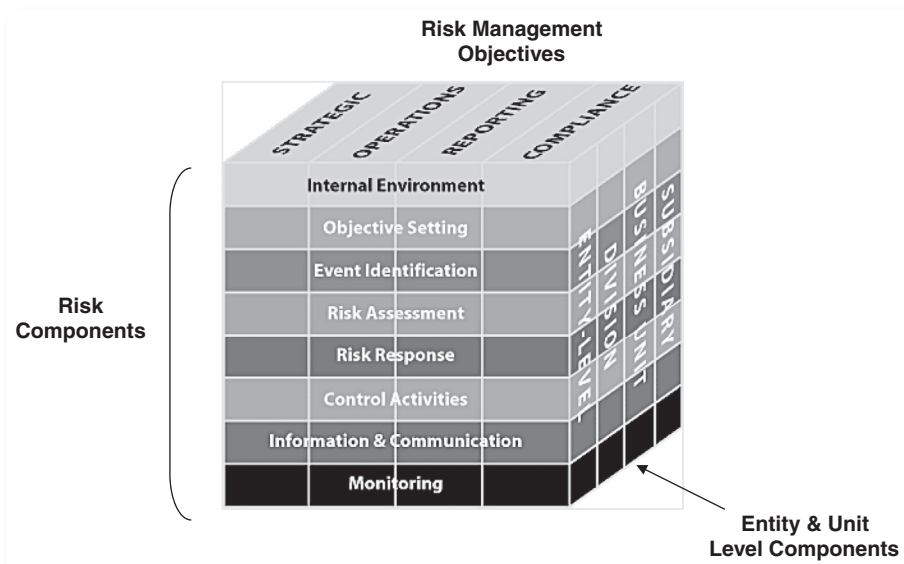 Risk Management
Objectives
STRATEGIC
OPERATIONS
REPORTING
COMPLIANCE
Internal Environment
Objective Setting
Event Identification
Risk Assessment
Risk Response
Control Activities
Information & Communication
Monitoring
ENTITY-LEVEL
DIVISION
BUSINESS UNIT
SUBSIDIARY
Risk
Components
Entity & Unit
Level Components